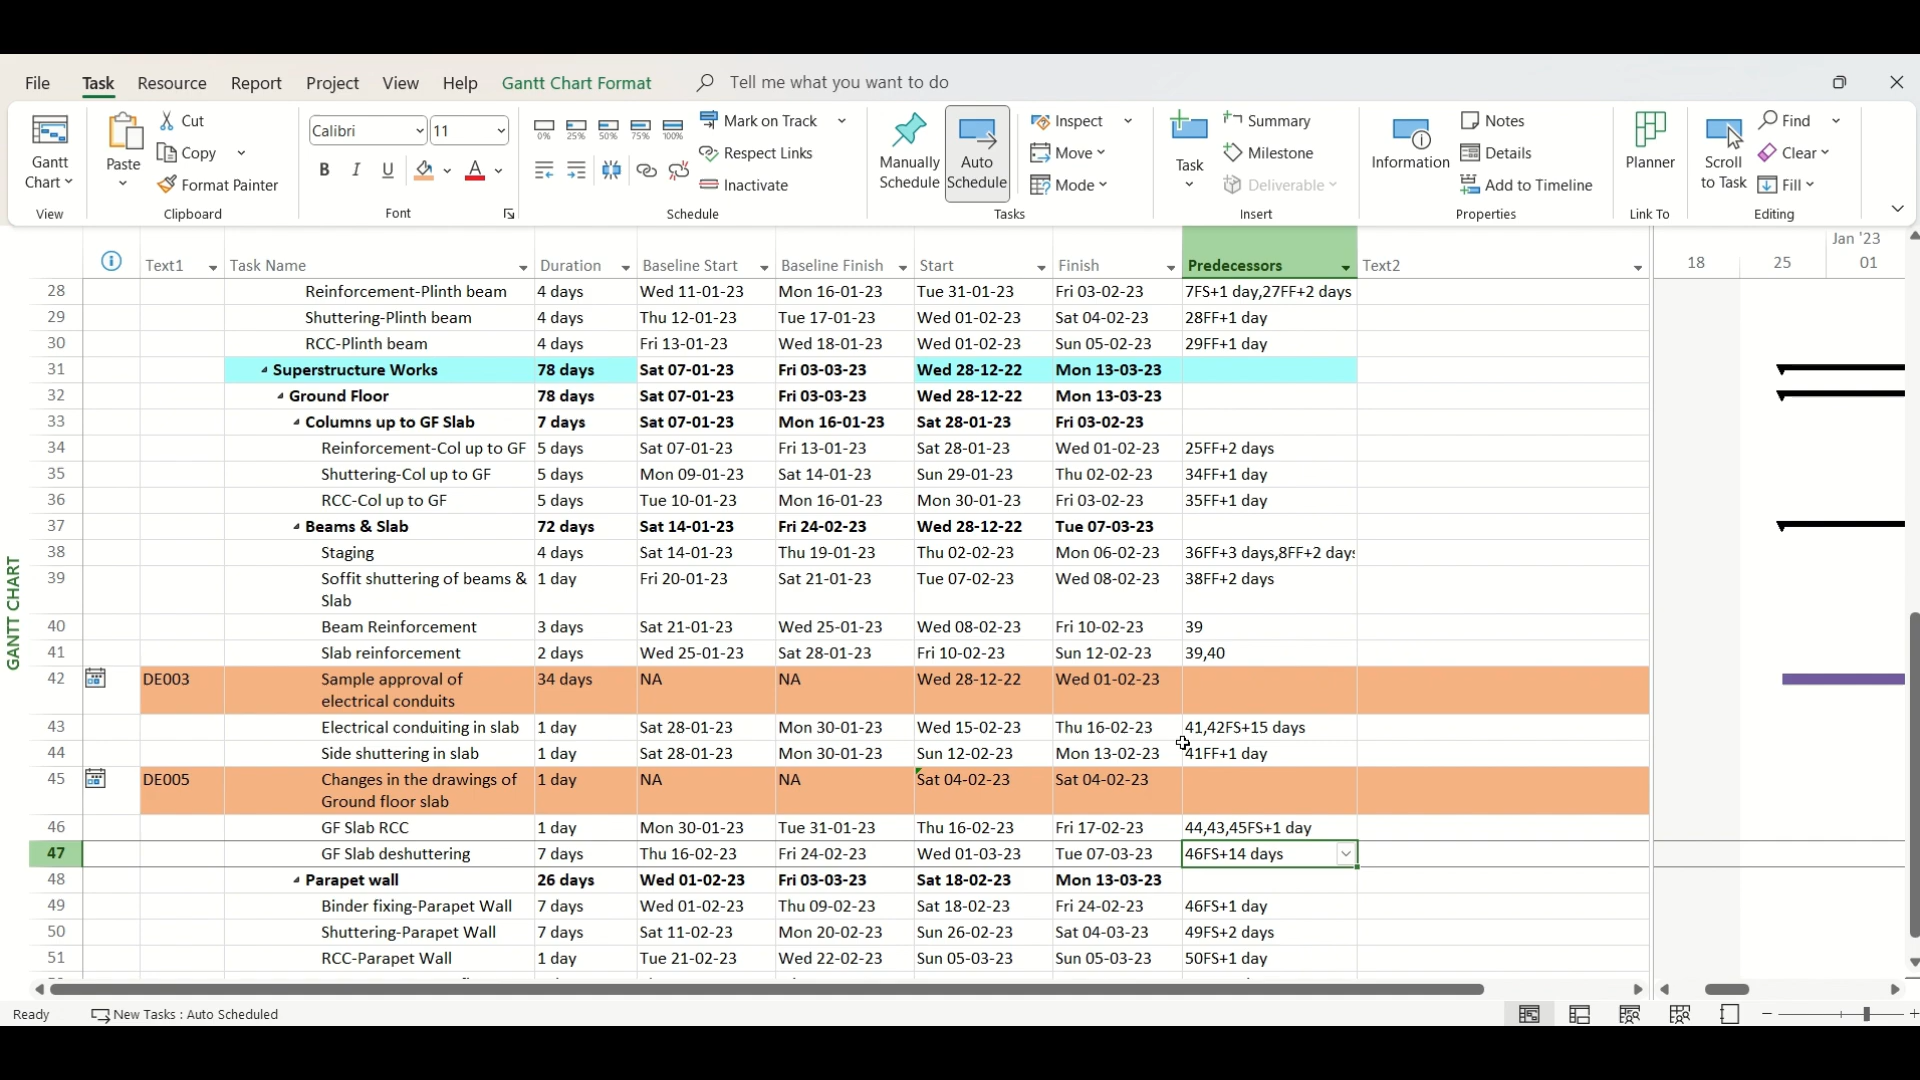 File Task Resource Report Project View Help Gantt Chart Format Tell me what you want to do
Gantt Chart
View
Paste
Cut
Copy
Format Painter
Clipboard
Calibri 11
B I U A
Font
0% 25% 50% 75% 100%
Mark on Track
Respect Links
Inactivate
Schedule
Manually Schedule
Auto Schedule
Inspect
Move
Mode
Tasks
Task
Summary
Milestone
Deliverable
Insert
Information
Notes
Details
Add to Timeline
Properties
Planner
Link To
Scroll to Task
Find
Clear
Fill
Editing
Jan '23
Text1 Task Name Duration Baseline Start Baseline Finish Start Finish Predecessors Text2 18 25 01
28 Reinforcement-Plinth beam 4 days Wed 11-01-23 Mon 16-01-23 Tue 31-01-23 Fri 03-02-23 7FS+1 day,27FF+2 days
29 Shuttering-Plinth beam 4 days Thu 12-01-23 Tue 17-01-23 Wed 01-02-23 Sat 04-02-23 28FF+1 day
30 RCC-Plinth beam 4 days Fri 13-01-23 Wed 18-01-23 Wed 01-02-23 Sun 05-02-23 29FF+1 day
31 Superstructure Works 78 days Sat 07-01-23 Fri 03-03-23 Wed 28-12-22 Mon 13-03-23
32 Ground Floor 78 days Sat 07-01-23 Fri 03-03-23 Wed 28-12-22 Mon 13-03-23
33 Columns up to GF Slab 7 days Sat 07-01-23 Mon 16-01-23 Sat 28-01-23 Fri 03-02-23
34 Reinforcement-Col up to GF 5 days Sat 07-01-23 Fri 13-01-23 Sat 28-01-23 Wed 01-02-23 25FF+2 days
35 Shuttering-Col up to GF 5 days Mon 09-01-23 Sat 14-01-23 Sun 29-01-23 Thu 02-02-23 34FF+1 day
36 RCC-Col up to GF 5 days Tue 10-01-23 Mon 16-01-23 Mon 30-01-23 Fri 03-02-23 35FF+1 day
37 Beams & Slab 72 days Sat 14-01-23 Fri 24-02-23 Wed 28-12-22 Tue 07-03-23
38 Staging 4 days Sat 14-01-23 Thu 19-01-23 Thu 02-02-23 Mon 06-02-23 36FF+3 days,8FF+2 days
39 Soffit shuttering of beams & 1 day Fri 20-01-23 Sat 21-01-23 Tue 07-02-23 Wed 08-02-23 38FF+2 days
Slab
40 Beam Reinforcement 3 days Sat 21-01-23 Wed 25-01-23 Wed 08-02-23 Fri 10-02-23 39
41 Slab reinforcement 2 days Wed 25-01-23 Sat 28-01-23 Fri 10-02-23 Sun 12-02-23 39,40
42 DE003 Sample approval of 34 days NA NA Wed 28-12-22 Wed 01-02-23
electrical conduits
43 Electrical conduiting in slab 1 day Sat 28-01-23 Mon 30-01-23 Wed 15-02-23 Thu 16-02-23 41,42FS+15 days
44 Side shuttering in slab 1 day Sat 28-01-23 Mon 30-01-23 Sun 12-02-23 Mon 13-02-23 41FF+1 day
45 DE005 Changes in the drawings of 1 day NA NA Sat 04-02-23 Sat 04-02-23
Ground floor slab
46 GF Slab RCC 1 day Mon 30-01-23 Tue 31-01-23 Thu 16-02-23 Fri 17-02-23 44,43,45FS+1 day
47 GF Slab deshuttering 7 days Thu 16-02-23 Fri 24-02-23 Wed 01-03-23 Tue 07-03-23 46FS+14 days
48 Parapet wall 26 days Wed 01-02-23 Fri 03-03-23 Sat 18-02-23 Mon 13-03-23
49 Binder fixing-Parapet Wall 7 days Wed 01-02-23 Thu 09-02-23 Sat 18-02-23 Fri 24-02-23 46FS+1 day
50 Shuttering-Parapet Wall 7 days Sat 11-02-23 Mon 20-02-23 Sun 26-02-23 Sat 04-03-23 49FS+2 days
51 RCC-Parapet Wall 1 day Tue 21-02-23 Wed 22-02-23 Sun 05-03-23 Sun 05-03-23 50FS+1 day
GANTT CHART
Ready New Tasks : Auto Scheduled